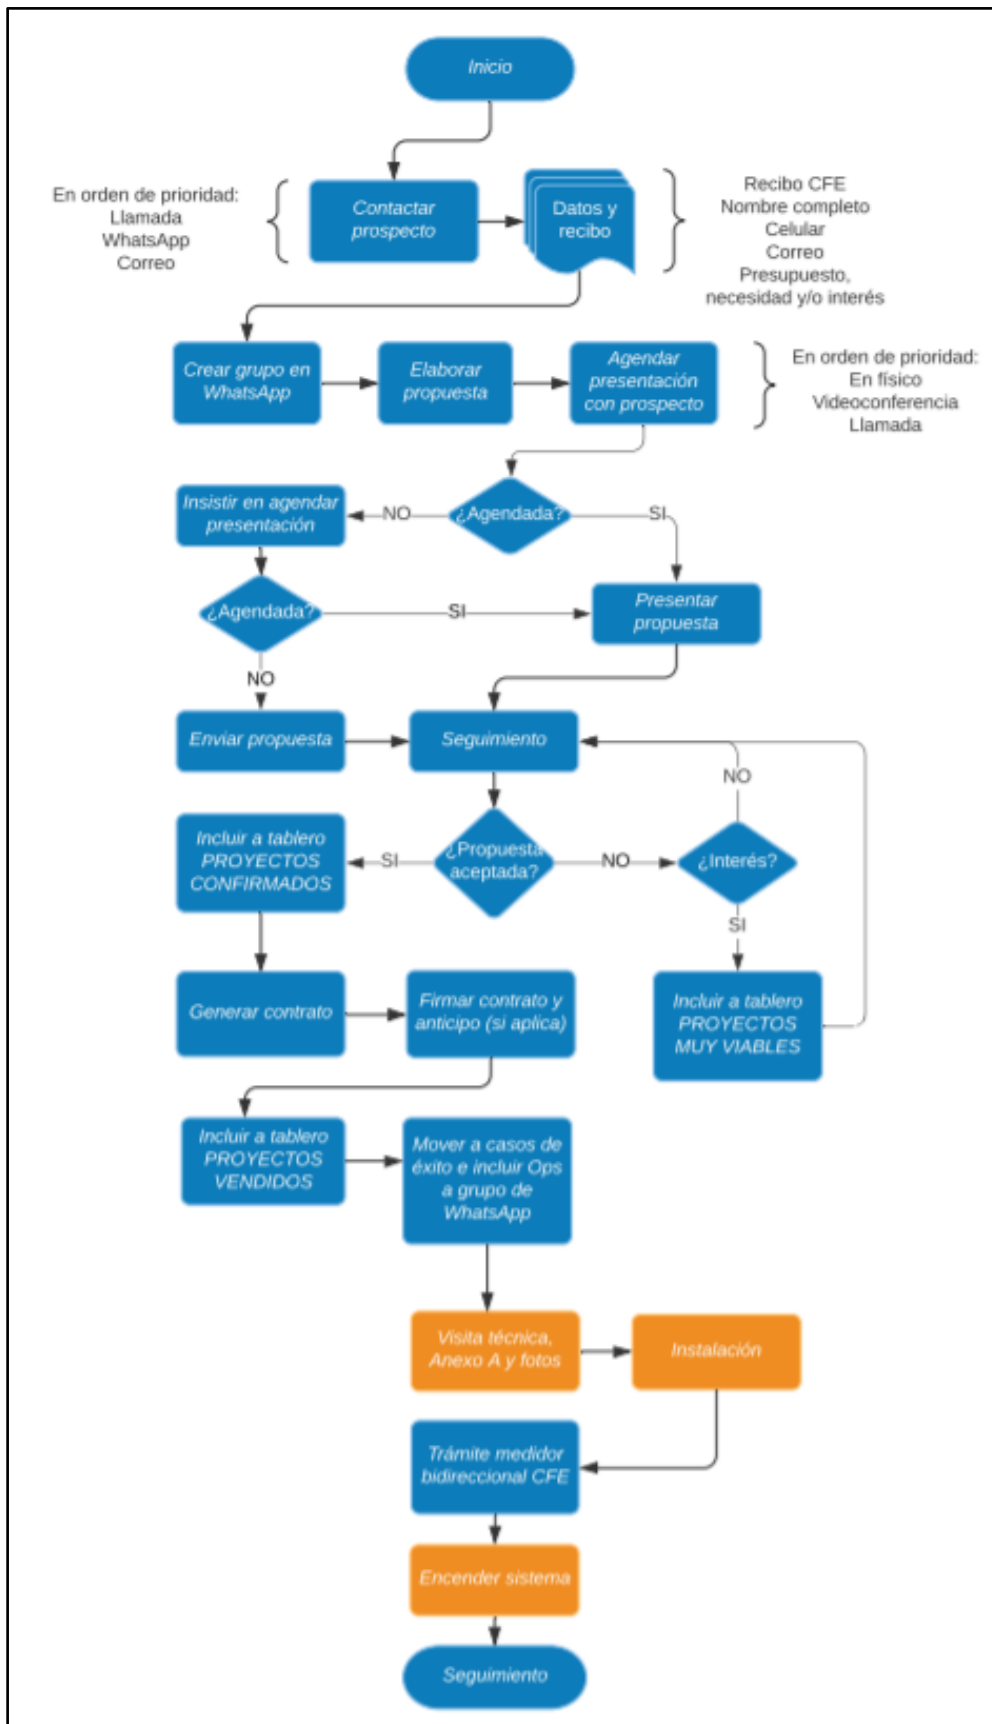 Inicio
En orden de prioridad:
Llamada
WhatsApp
Correo
Contactar
prospecto
Datos y
recibo
Recibo CFE
Nombre completo
Celular
Correo
Presupuesto,
necesidad y/o interés
Crear grupo en
WhatsApp
Elaborar
propuesta
Agendar
presentación
con prospecto
En orden de prioridad:
En físico
Videoconferencia
Llamada
Insistir en agendar
presentación
NO
¿Agendada?
SI
¿Agendada?
SI
Presentar
propuesta
NO
Enviar propuesta
Seguimiento
NO
Incluir a tablero
PROYECTOS
CONFIRMADOS
SI
¿Propuesta
aceptada?
NO
¿Interés?
SI
Generar contrato
Firmar contrato y
anticipo (si aplica)
Incluir a tablero
PROYECTOS
MUY VIABLES
Incluir a tablero
PROYECTOS
VENDIDOS
Mover a casos de
éxito e incluir Ops
a grupo de
WhatsApp
Visita técnica,
Anexo A y fotos
Instalación
Trámite medidor
bidireccional CFE
Encender sistema
Seguimiento